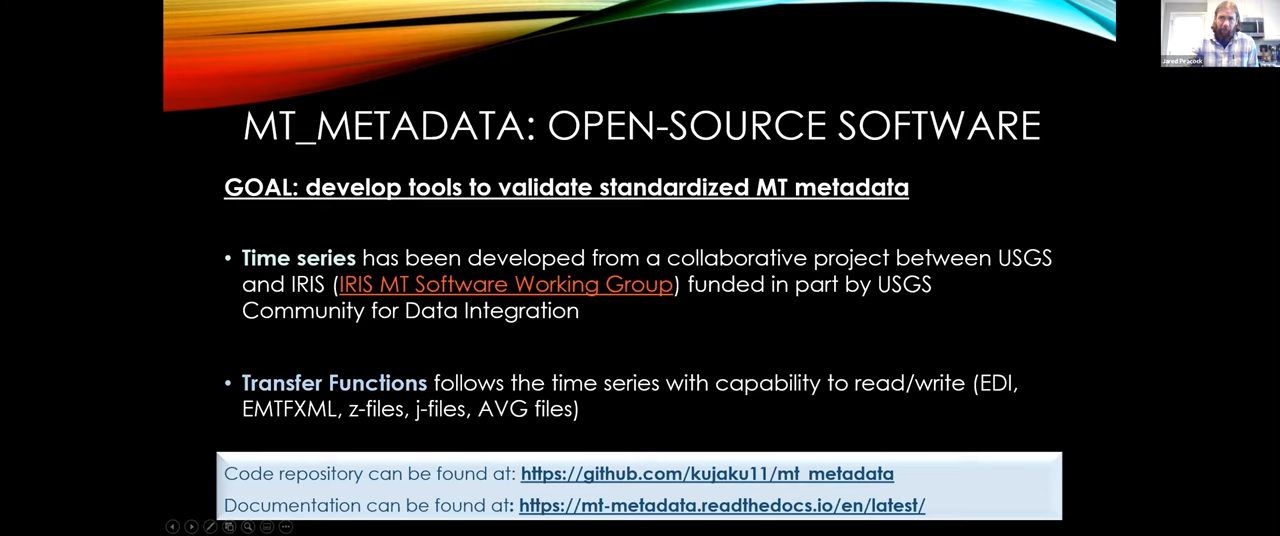 Jared Peacock
MT_METADATA: OPEN-SOURCE SOFTWARE
GOAL: develop tools to validate standardized MT metadata
• Time series has been developed from a collaborative project between USGS
and IRIS (IRIS MT Software Working Group) funded in part by USGS
Community for Data Integration
• Transfer Functions follows the time series with capability to read/write (EDI,
EMTFXML, z-files, j-files, AVG files)
Code repository can be found at: https://github.com/kujaku11/mt_metadata
Documentation can be found at: https://mt-metadata.readthedocs.io/en/latest/